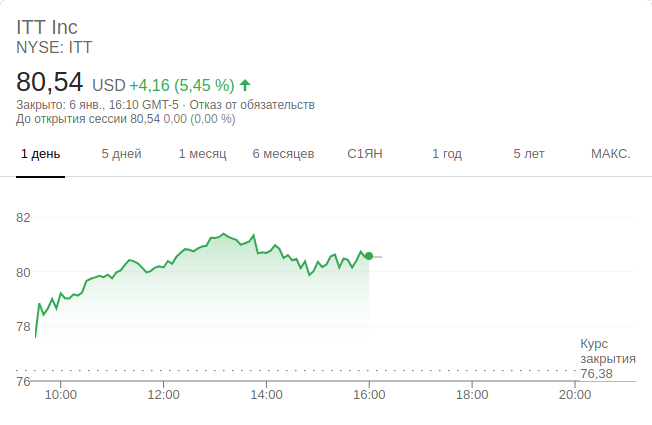 ITT Inc
NYSE: ITT
80,54 USD +4,16 (5,45 %)
Закрыто: 6 янв., 16:10 GMT-5 · Отказ от обязательств
До открытия сессии 80,54 0,00 (0,00 %)
1 день 5 дней 1 месяц 6 месяцев С1ЯН 1 год 5 лет МАКС.
82
80
78
Курс
закрытия
76,38
76
10:00 12:00 14:00 16:00 18:00 20:00